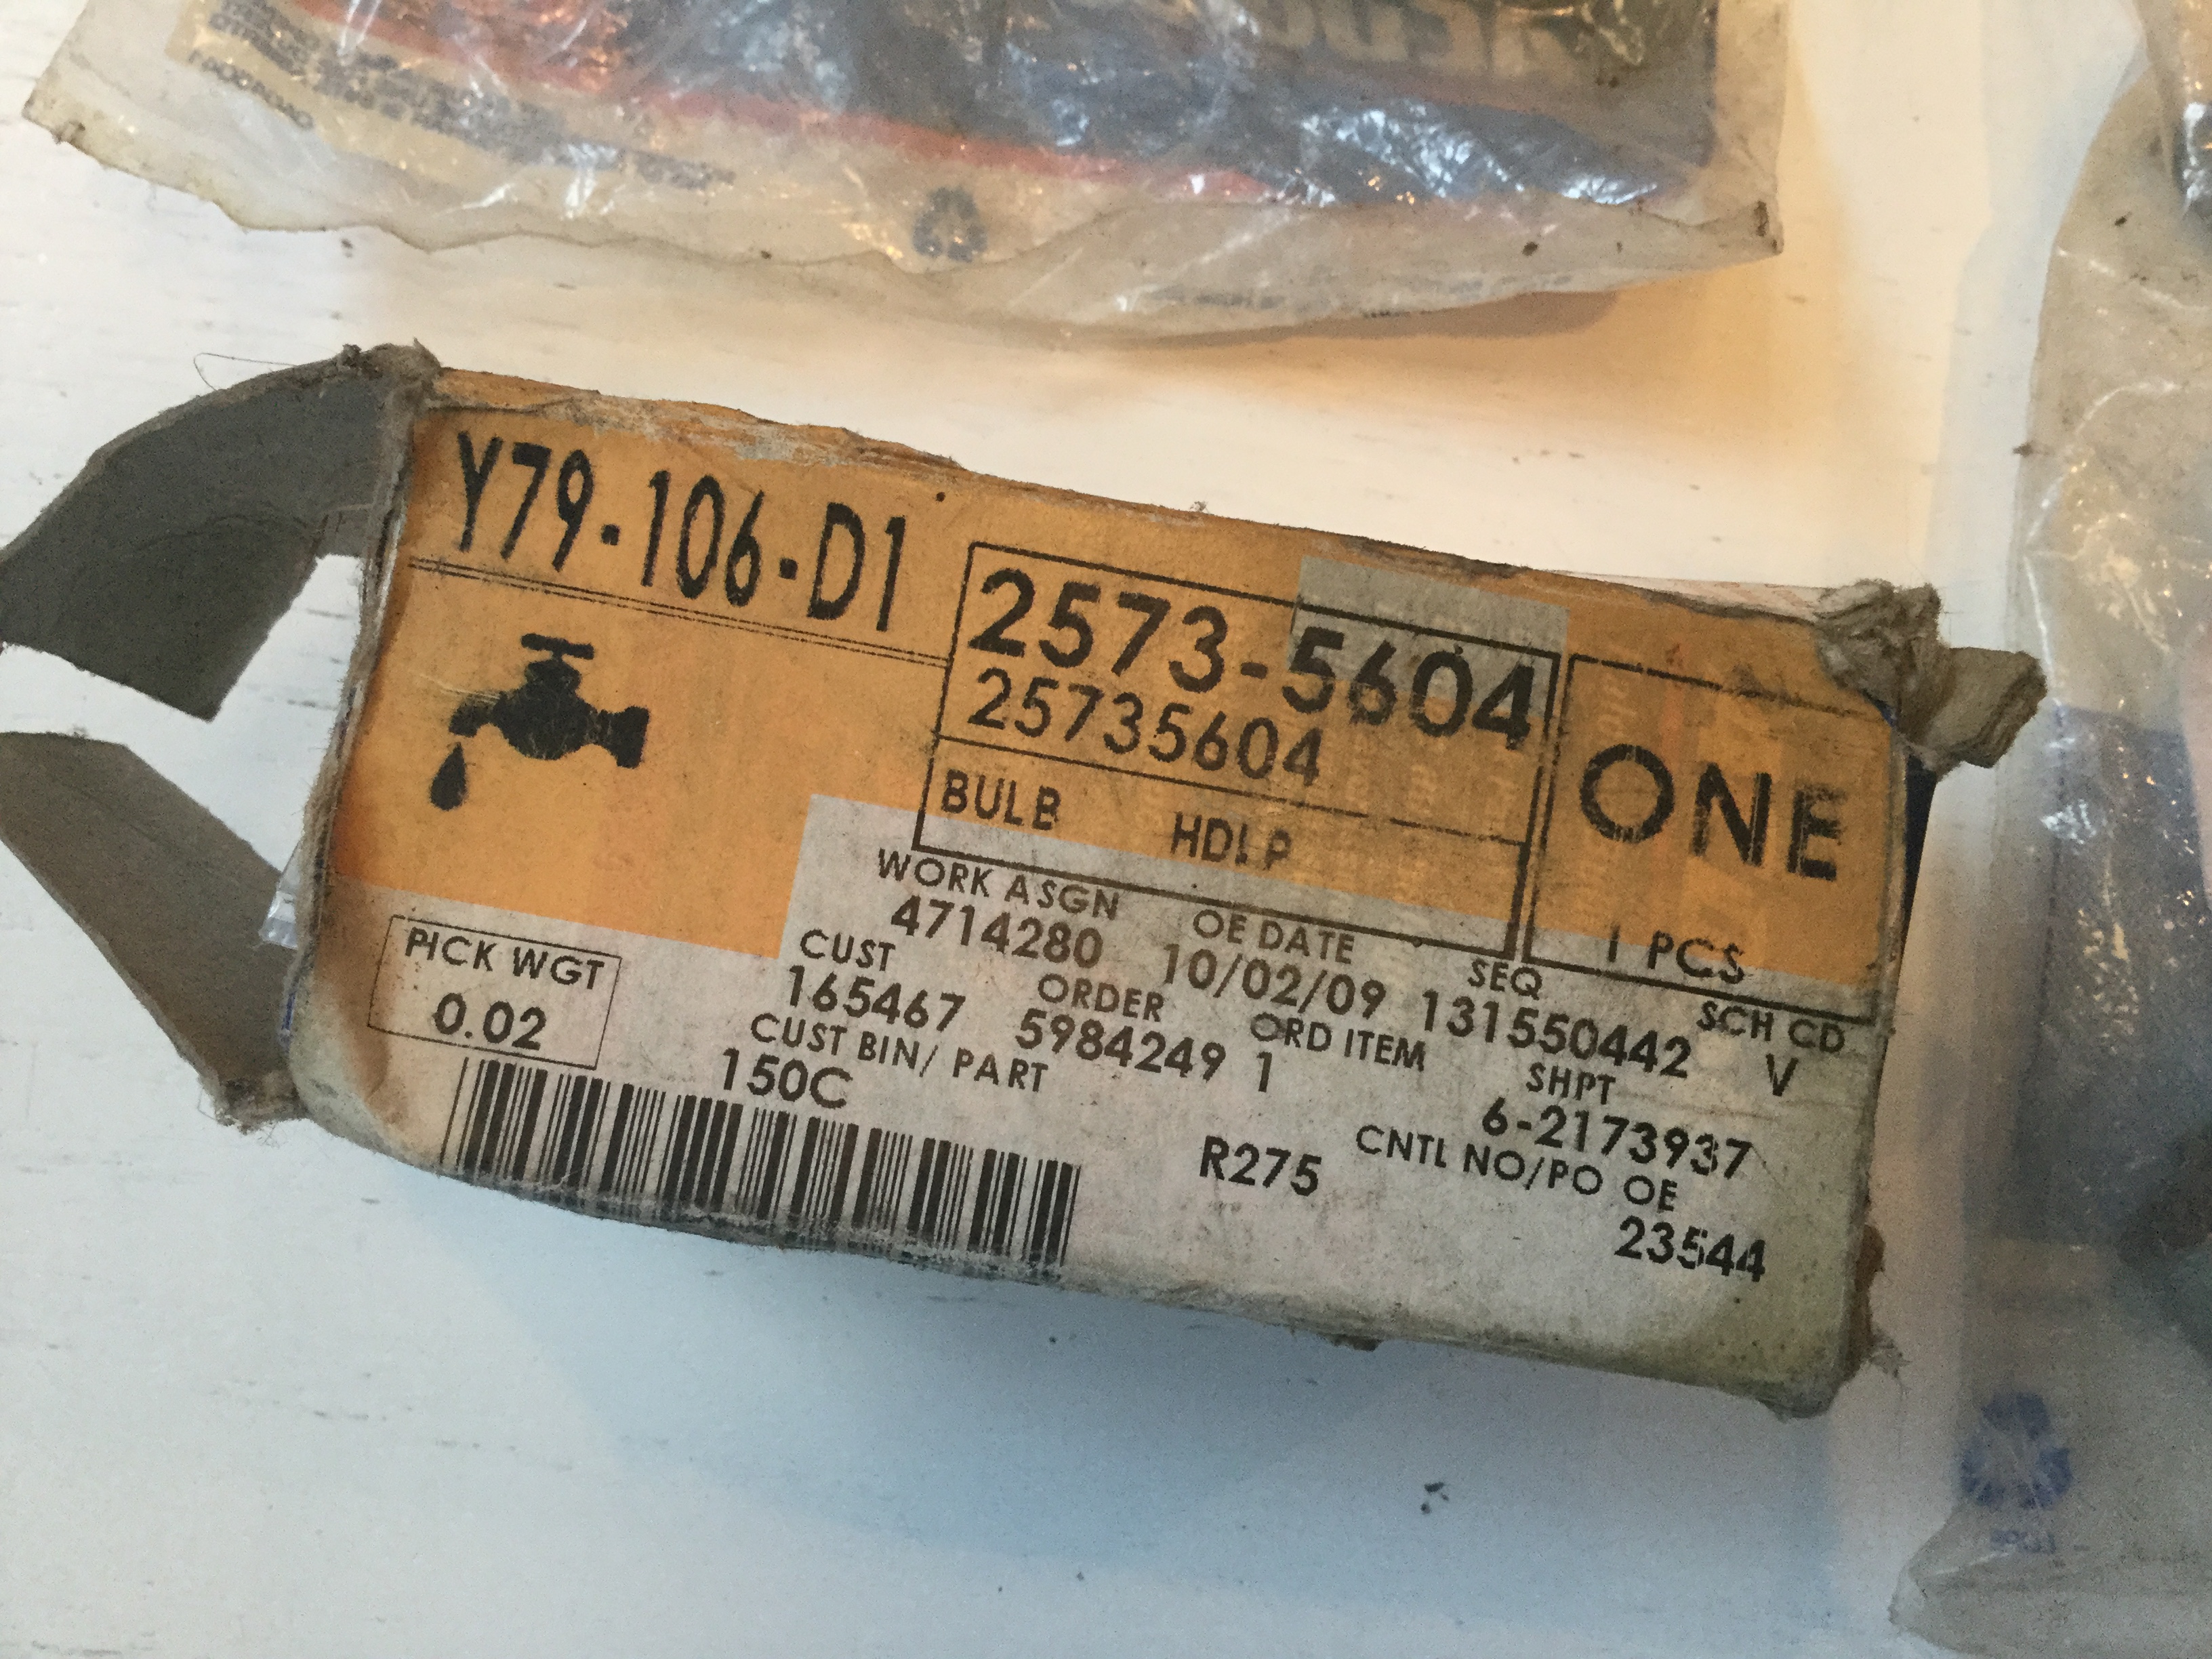 Y79-106-D1
2573-5604
25735604
BULB HDLP
ONE
1 PCS
WORK ASGN OE DATE SEQ SCH CD
4714280 10/02/09 131550442 V
CUST ORDER ORD ITEM SHPT
165467 5984249 1 6-2173937
CUST BIN/ PART CNTL NO/PO OE
150C R275 23544
PICK WGT
0.02